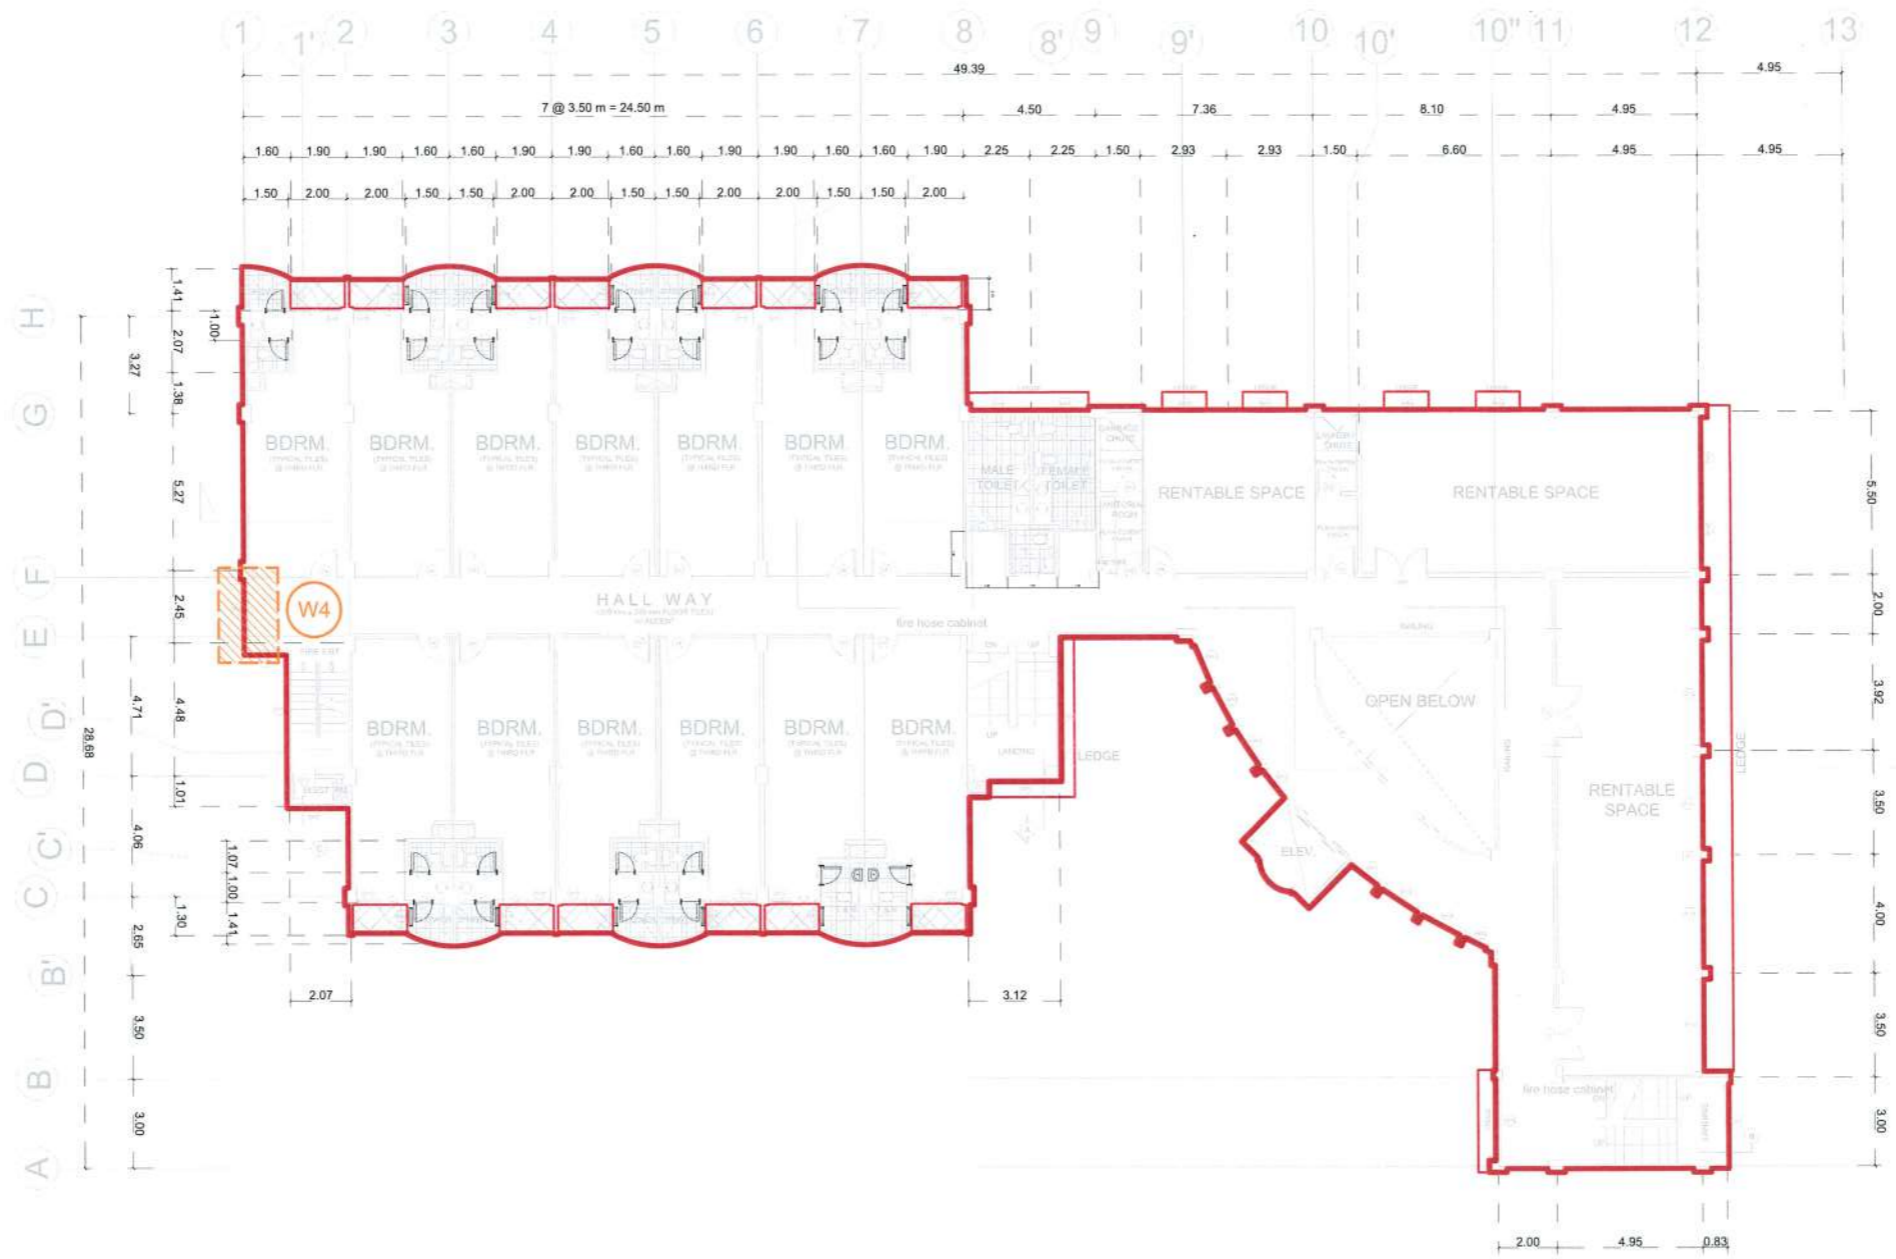 1 1' 2 3 4 5 6 7 8 8' 9 9' 10 10' 10" 11 12 13
49.39 4.95
7 @ 3.50 m = 24.50 m 4.50 7.36 8.10 4.95
1.60 1.90 1.90 1.60 1.60 1.90 1.90 1.60 1.60 1.90 1.90 1.60 1.60 1.90 2.25 2.25 1.50 2.93 2.93 1.50 6.60 4.95 4.95
1.50 2.00 2.00 1.50 1.50 2.00 2.00 1.50 1.50 2.00 2.00 1.50 1.50 2.00
H
G
F
E
D'
D
C'
C
B'
B
A
28.68
3.27
4.71
4.06
2.65
3.50
3.00
1.41
2.07
1.38
5.27
2.45
4.48
1.01
1.30
1.00
1.07
1.00
1.41
BDRM. BDRM. BDRM. BDRM. BDRM. BDRM. BDRM.
MALE TOILET
FEMALE TOILET
RENTABLE SPACE
RENTABLE SPACE
W4
HALL WAY
fire hose cabinet
RAILING
BDRM. BDRM. BDRM. BDRM. BDRM. BDRM.
UP
LANDING
LEDGE
OPEN BELOW
RENTABLE
SPACE
LEDGE
ELEV.
fire hose cabinet
5.50
2.00
3.92
3.50
4.00
3.50
3.00
2.07
3.12
2.00 4.95 0.83